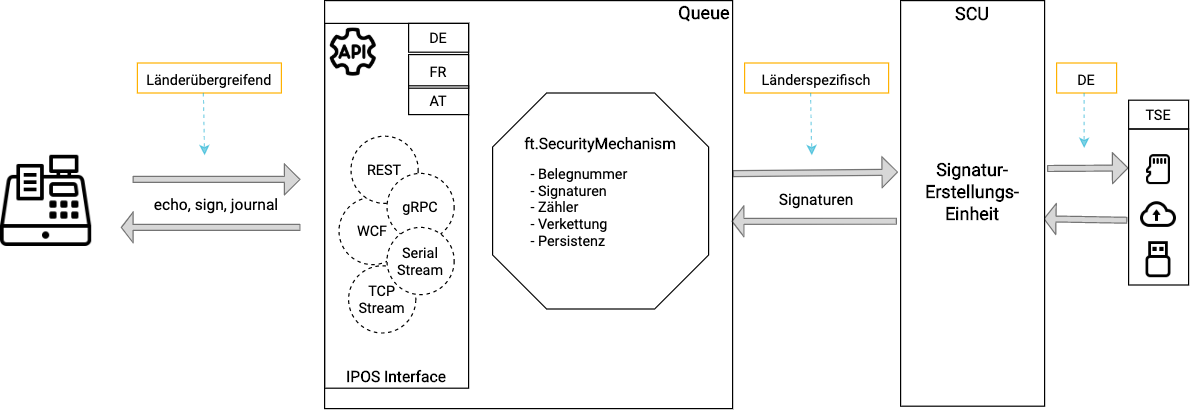 Queue
SCU
API
DE
FR
AT
Länderübergreifend
Länderspezifisch
DE
TSE
ft.SecurityMechanism
- Belegnummer
- Signaturen
- Zähler
- Verkettung
- Persistenz
REST
gRPC
WCF
Serial
Stream
TCP
Stream
echo, sign, journal
Signaturen
Signatur-
Erstellungs-
Einheit
IPOS Interface